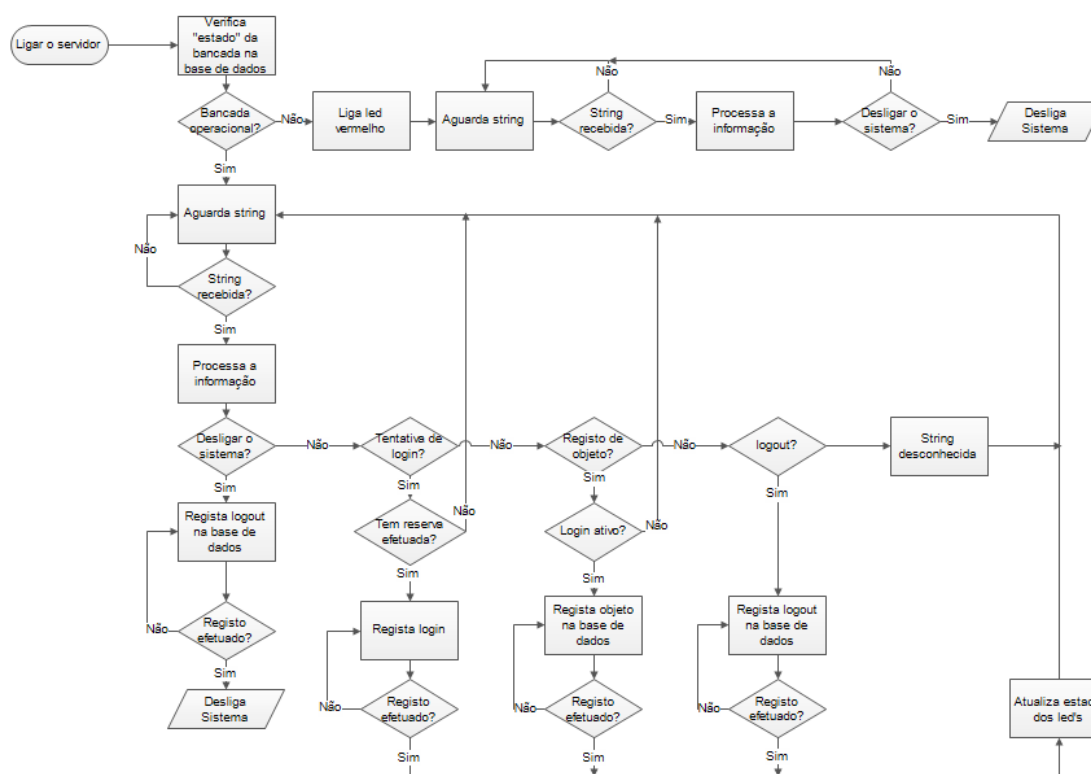 Ligar o servidor
Verifica
"estado" da
bancada na
base de dados
Bancada
operacional?
Não
Liga led
vermelho
Aguarda string
String
recebida?
Não
Sim
Processa a
informação
Desligar o
sistema?
Não
Sim
Desliga
Sistema
Sim
Aguarda string
Não
String
recebida?
Sim
Processa a
informação
Desligar o
sistema?
Não
Tentativa de
login?
Não
Registo de
objeto?
Não
logout?
String
desconhecida
Sim
Sim
Sim
Sim
Regista logout
na base de
dados
Tem reserva
efetuada?
Não
Login ativo?
Não
Sim
Sim
Não
Registo
efetuado?
Regista login
Regista objeto
na base de
dados
Regista logout
na base de
dados
Sim
Desliga
Sistema
Não
Registo
efetuado?
Não
Registo
efetuado?
Não
Registo
efetuado?
Atualiza estac
dos led's
Sim
Sim
Sim